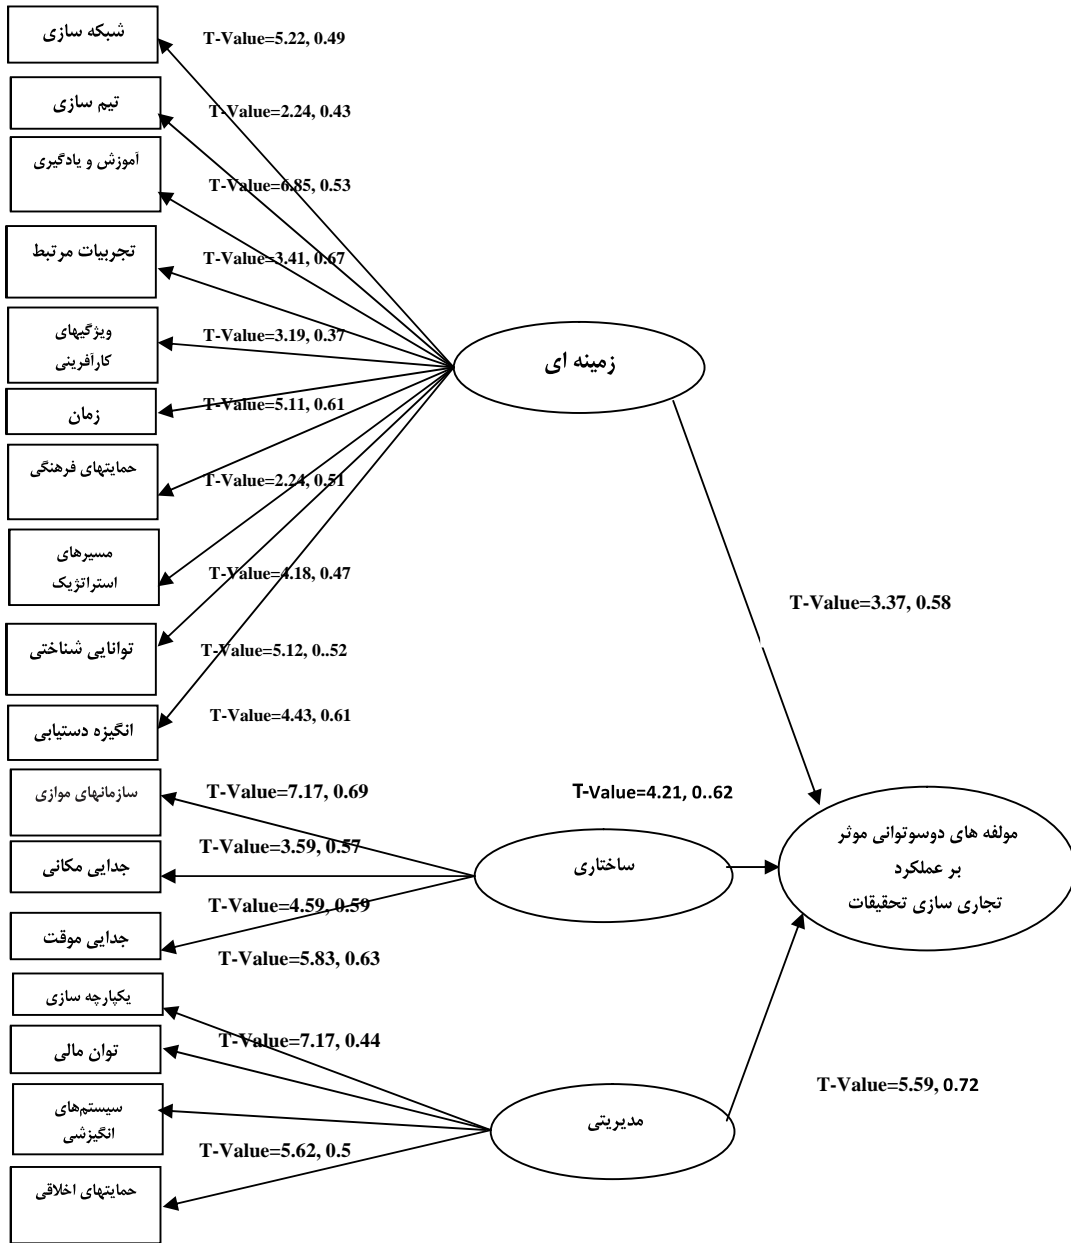 شبکه سازی
T-Value=5.22, 0.49
تیم سازی
T-Value=2.24, 0.43
آموزش و یادگیری
T-Value=6.85, 0.53
تجربیات مرتبط
T-Value=3.41, 0.67
ویژگیهای
کارآفرینی
T-Value=3.19, 0.37
زمینه ای
زمان
T-Value=5.11, 0.61
حمایتهای فرهنگی
T-Value=2.24, 0.51
مسیرهای
استراتژیک
T-Value=4.18, 0.47
T-Value=3.37, 0.58
توانایی شناختی
T-Value=5.12, 0..52
انگیزه دستیابی
T-Value=4.43, 0.61
سازمانهای موازی
T-Value=7.17, 0.69
T-Value=4.21, 0..62
جدایی مکانی
T-Value=3.59, 0.57
ساختاری
مولفه های دوسوتوانی موثر
بر عملکرد
تجاری سازی تحقیقات
T-Value=4.59, 0.59
جدایی موقت
T-Value=5.83, 0.63
یکپارچه سازی
توان مالی
T-Value=7.17, 0.44
T-Value=5.59, 0.72
سیستم‌های
انگیزشی
مدیریتی
T-Value=5.62, 0.5
حمایتهای اخلاقی